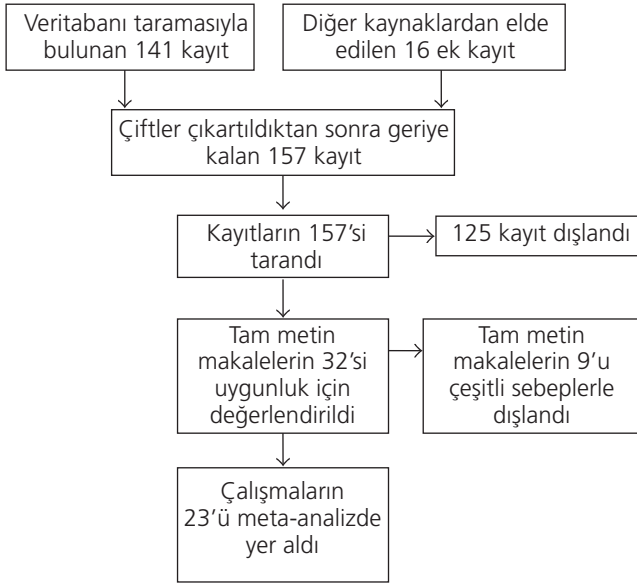 Veritabanı taramasıyla
bulunan 141 kayıt
Diğer kaynaklardan elde
edilen 16 ek kayıt
Çiftler çıkartıldıktan sonra geriye
kalan 157 kayıt
Kayıtların 157’si
tarandı
125 kayıt dışlandı
Tam metin
makalelerin 32’si
uygunluk için
değerlendirildi
Tam metin
makalelerin 9’u
çeşitli sebeplerle
dışlandı
Çalışmaların
23’ü meta-analizde
yer aldı